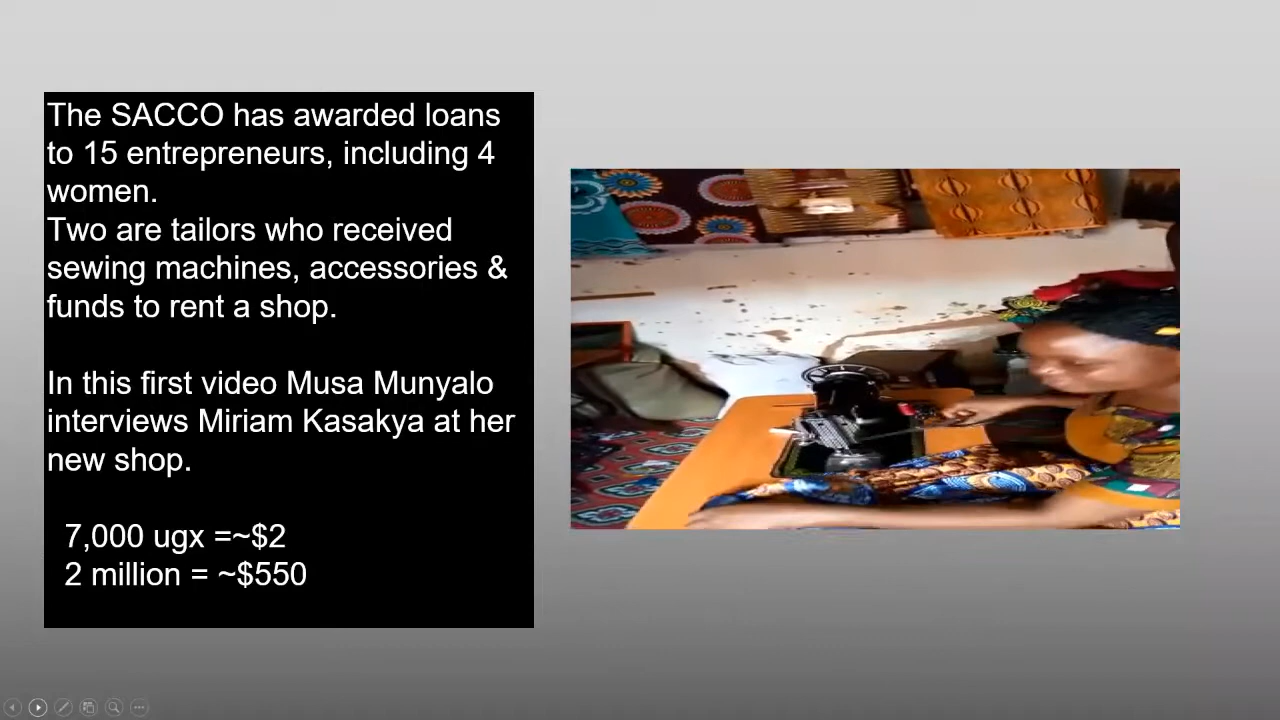 The SACCO has awarded loans
to 15 entrepreneurs, including 4
women.
Two are tailors who received
sewing machines, accessories &
funds to rent a shop.
In this first video Musa Munyalo
interviews Miriam Kasakya at her
new shop.
7,000 ugx =~$2
2 million = ~$550